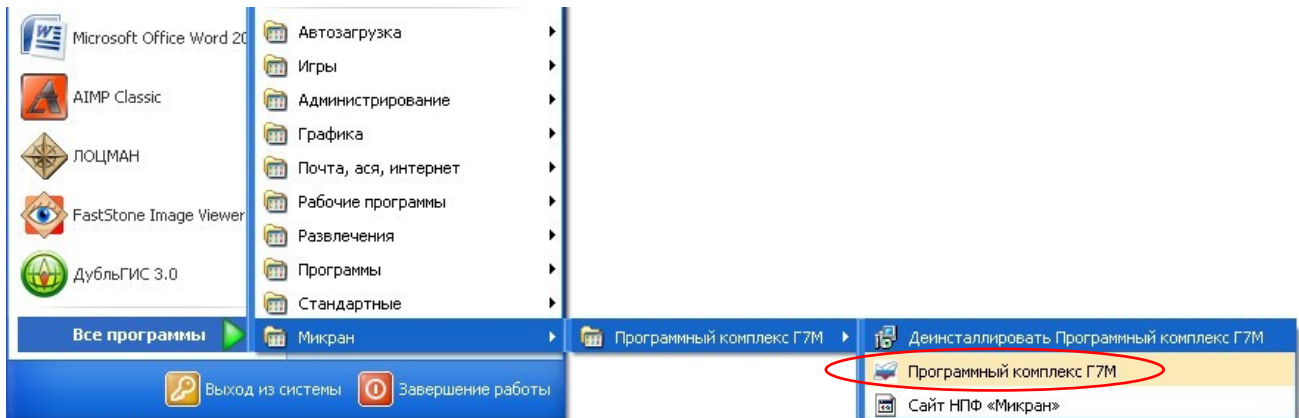 Microsoft Office Word 20
AIMP Classic
ЛОЦМАН
FastStone Image Viewer
ДубльГИС 3.0
Все программы
Автозагрузка
Игры
Администрирование
Графика
Почта, ася, интернет
Рабочие программы
Развлечения
Программы
Стандартные
Микран
Программный комплекс Г7М
Деинсталлировать Программный комплекс Г7М
Программный комплекс Г7М
Сайт НПФ «Микран»
Выход из системы
Завершение работы